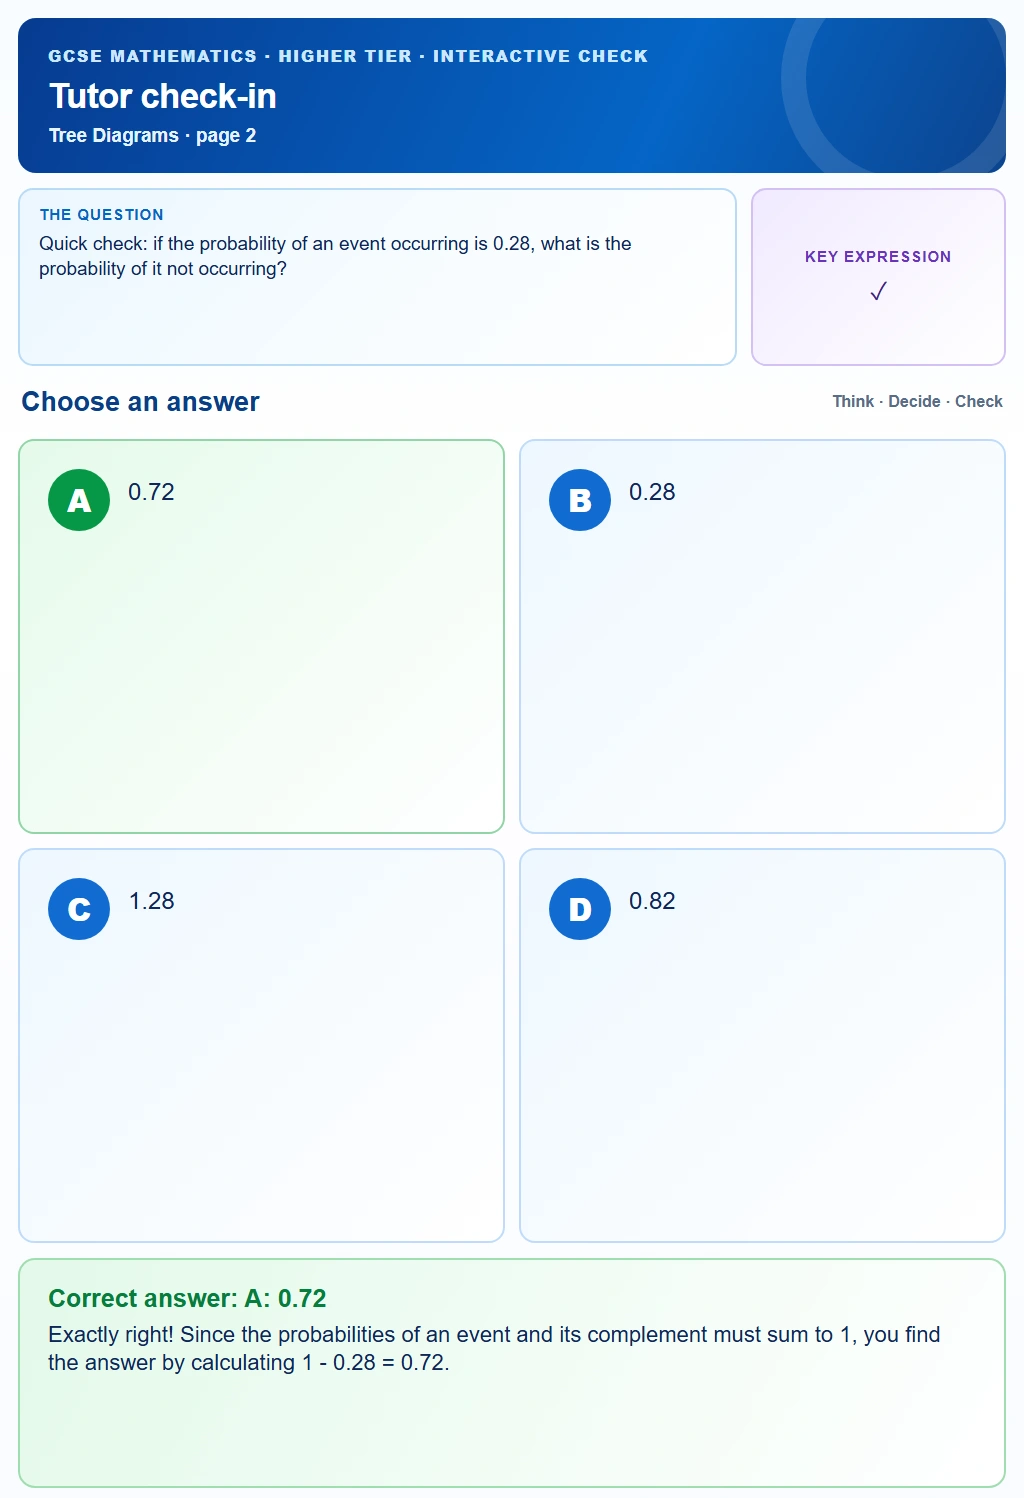 GCSE MATHEMATICS · HIGHER TIER · INTERACTIVE CHECK
Tutor check-in
Tree Diagrams · page 2
THE QUESTION
Quick check: if the probability of an event occurring is 0.28, what is the
probability of it not occurring?
KEY EXPRESSION
✓
Choose an answer
Think · Decide · Check
A 0.72
B 0.28
C 1.28
D 0.82
Correct answer: A: 0.72
Exactly right! Since the probabilities of an event and its complement must sum to 1, you find
the answer by calculating 1 - 0.28 = 0.72.